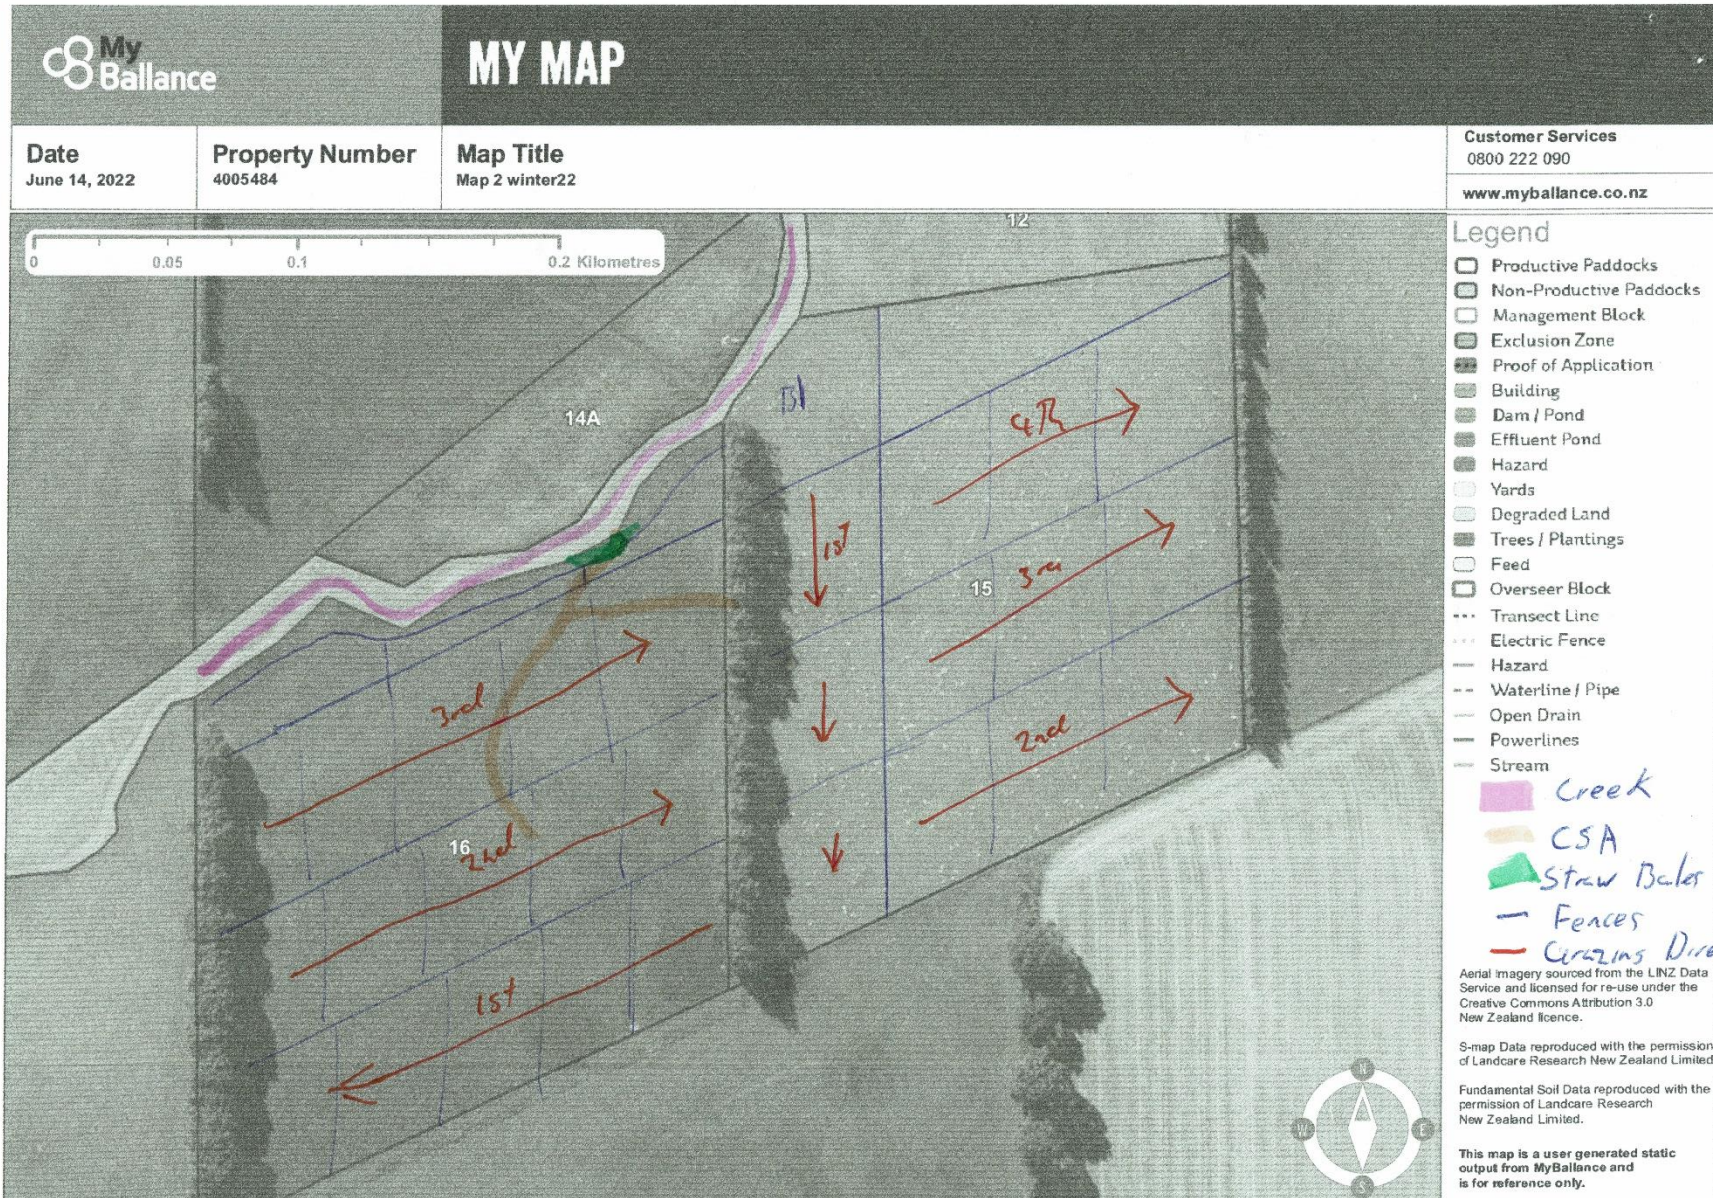 My
Ballance
MY MAP
Date
June 14, 2022
Property Number
4005484
Map Title
Map 2 winter22
Customer Services
0800 222 090
www.myballance.co.nz
0 0.05 0.1 0.2 Kilometres
12
14A
B1
4th
1st
3rd
15
2nd
3rd
16
2nd
1st
Legend
Productive Paddocks
Non-Productive Paddocks
Management Block
Exclusion Zone
Proof of Application
Building
Dam / Pond
Effluent Pond
Hazard
Yards
Degraded Land
Trees / Plantings
Feed
Overseer Block
Transect Line
Electric Fence
Hazard
Waterline / Pipe
Open Drain
Powerlines
Stream
Creek
CSA
Straw Bales
Fences
Grazing Dire
Aerial imagery sourced from the LINZ Data
Service and licensed for re-use under the
Creative Commons Attribution 3.0
New Zealand licence.
S-map Data reproduced with the permission
of Landcare Research New Zealand Limited
Fundamental Soil Data reproduced with the
permission of Landcare Research
New Zealand Limited.
This map is a user generated static
output from MyBallance and
is for reference only.
N
W E
S